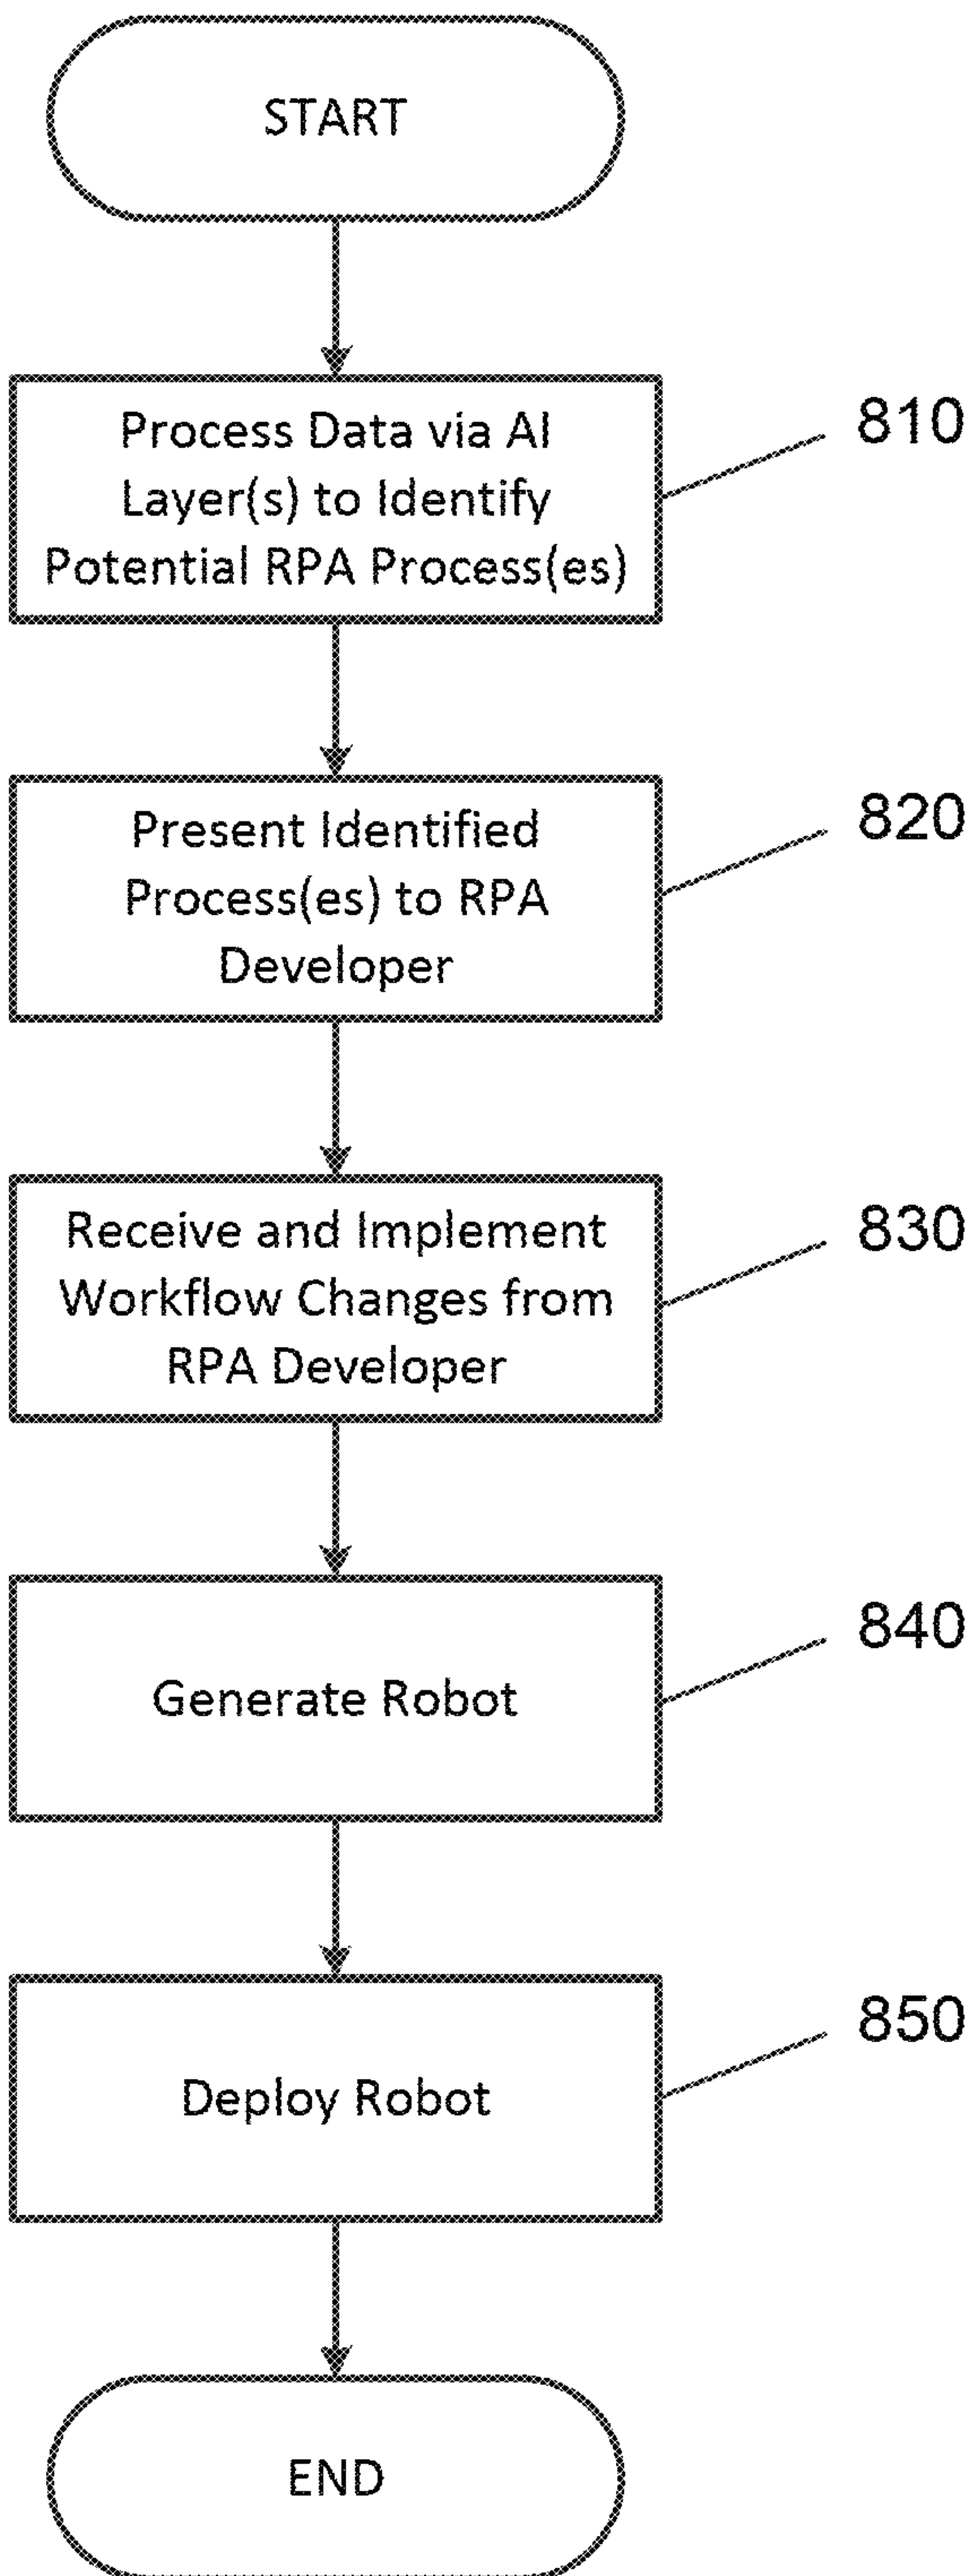 START
Process Data via AI
Layer(s) to Identify
Potential RPA Process(es)
810
Present Identified
Process(es) to RPA
Developer
820
Receive and Implement
Workflow Changes from
RPA Developer
830
Generate Robot
840
Deploy Robot
850
END